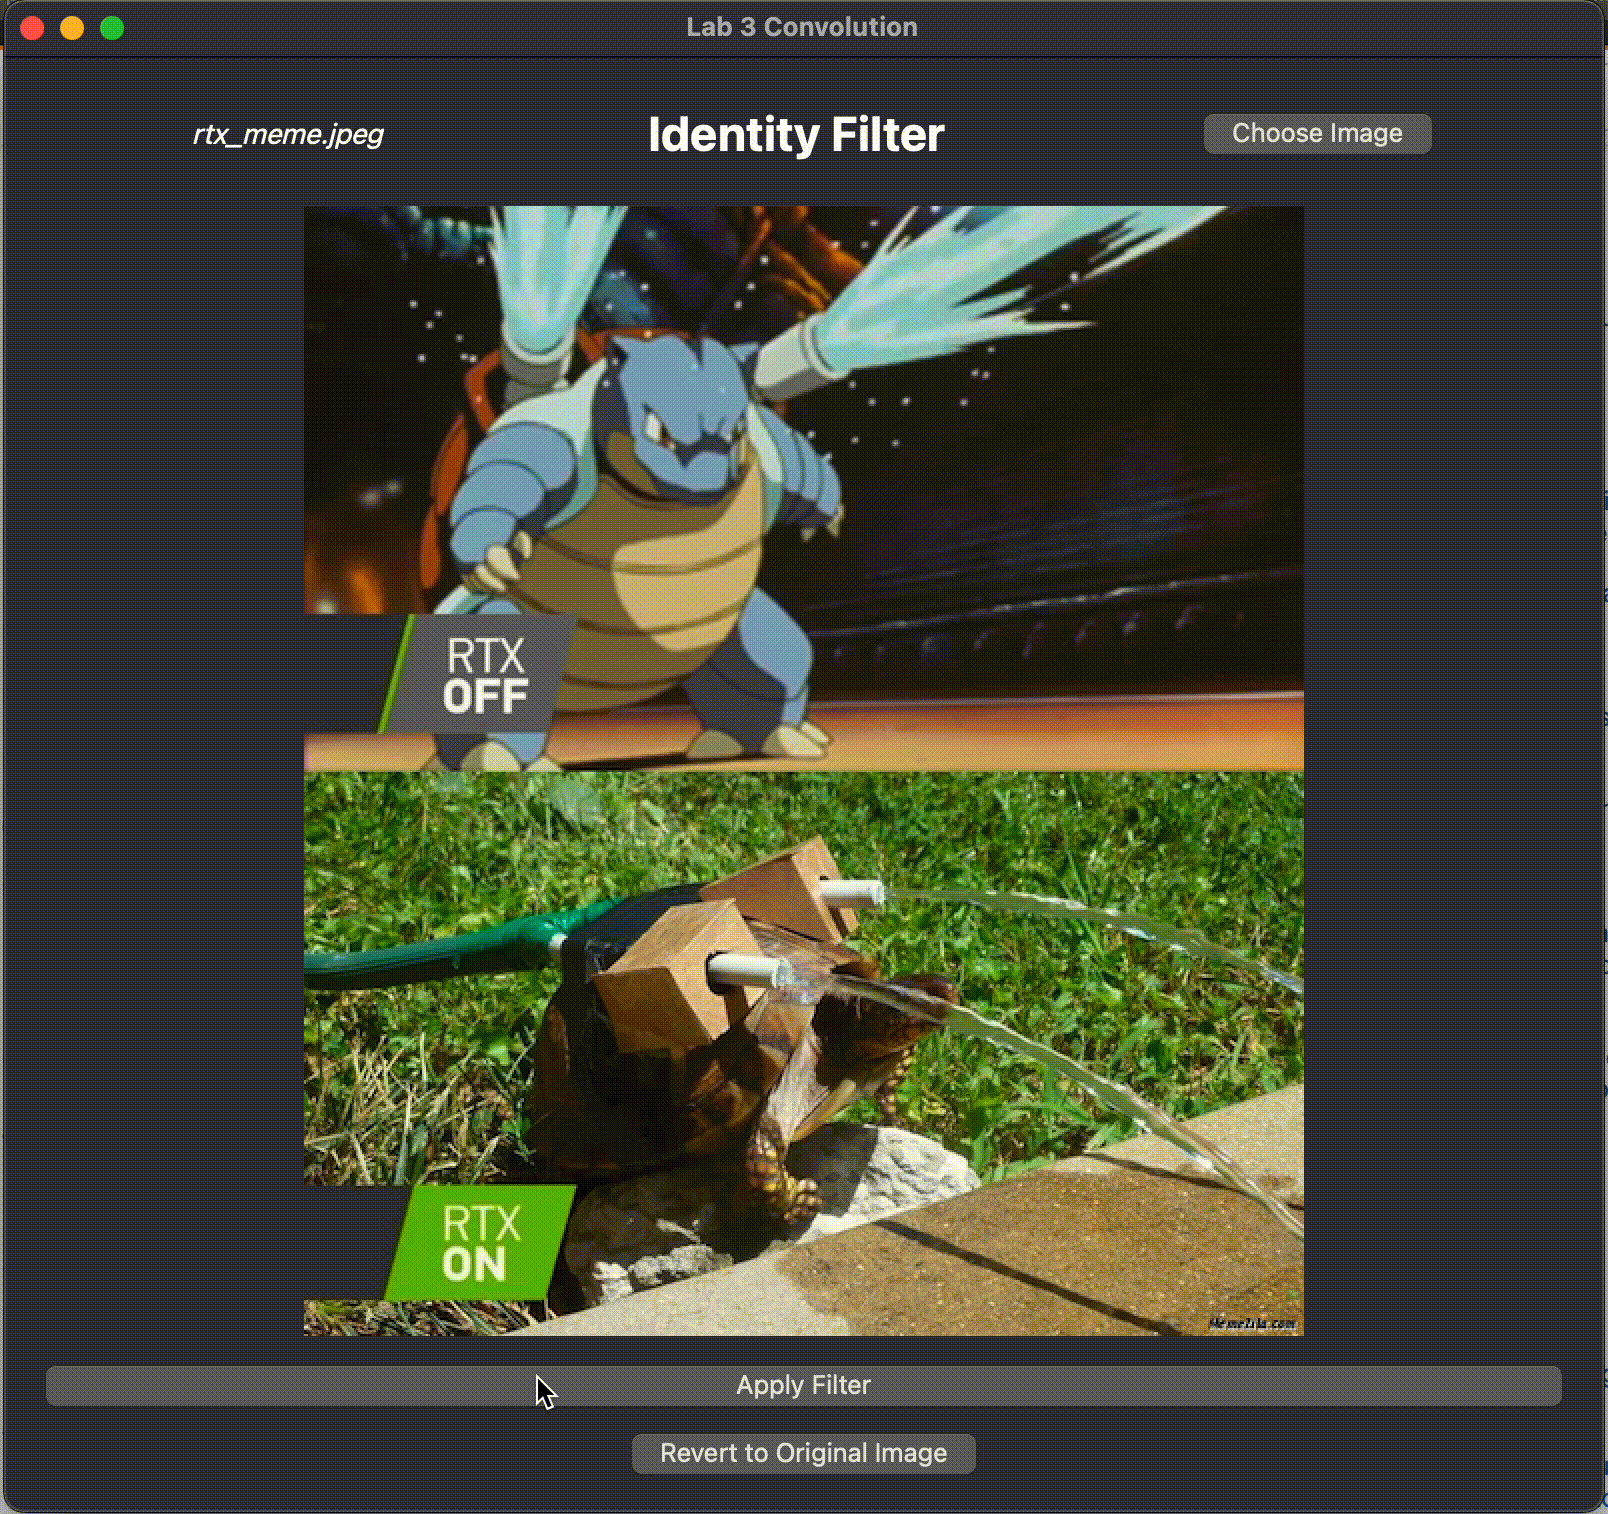 Lab 3 Convolution
rtx_meme.jpeg
Identity Filter
Choose Image
RTX
OFF
RTX
ON
MemeZila.com
Apply Filter
Revert to Original Image